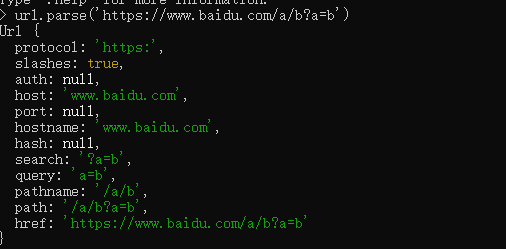 Type ".help" for more information.
> url.parse('https://www.baidu.com/a/b?a=b')
Url {
  protocol: 'https:',
  slashes: true,
  auth: null,
  host: 'www.baidu.com',
  port: null,
  hostname: 'www.baidu.com',
  hash: null,
  search: '?a=b',
  query: 'a=b',
  pathname: '/a/b',
  path: '/a/b?a=b',
  href: 'https://www.baidu.com/a/b?a=b'
}